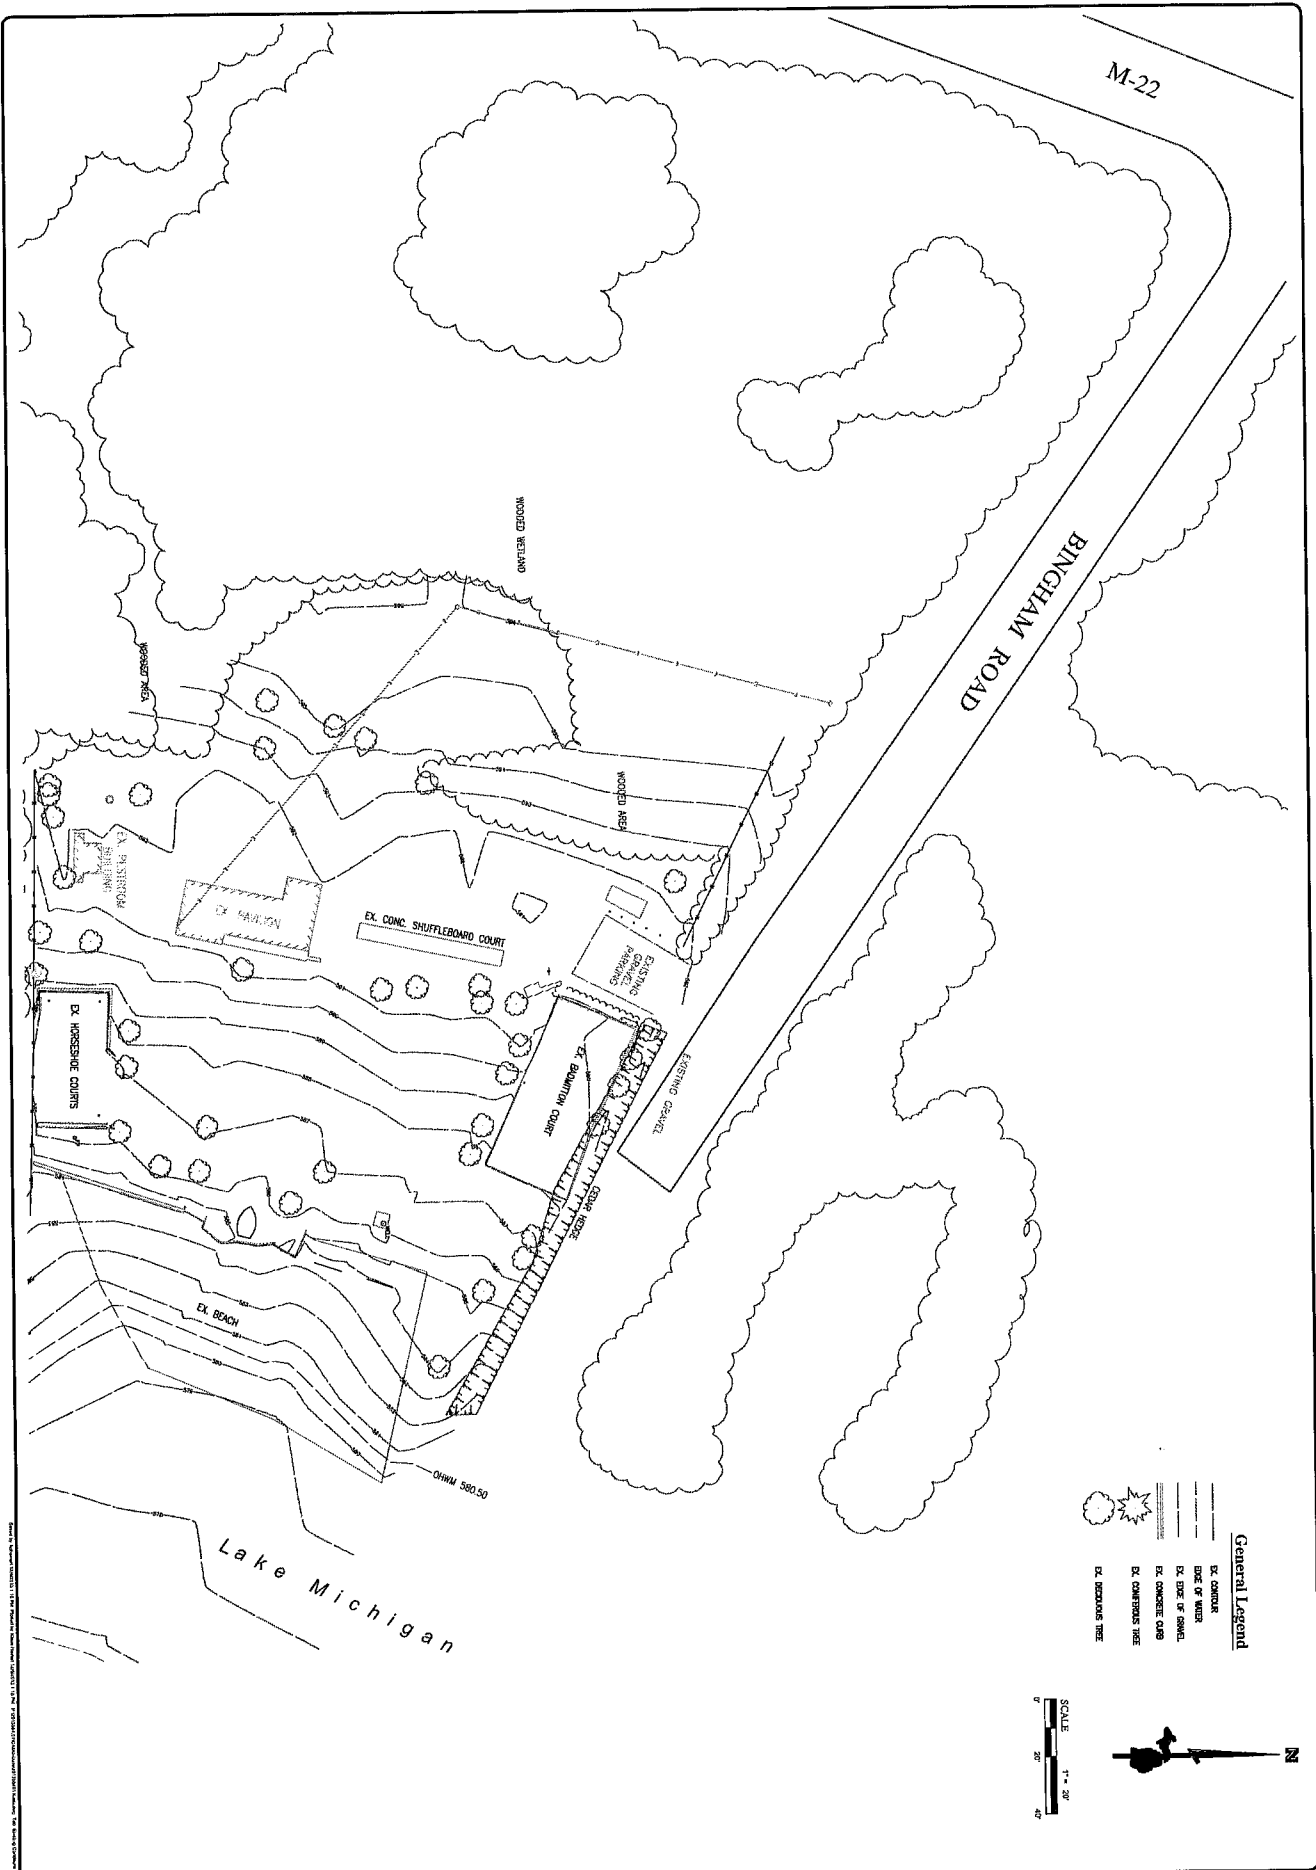 M-22
BINGHAM ROAD
WOODED WETLAND
WOODED AREA
WOODED AREA
EX. RESTROOM
BUILDING
EX. PAVILION
EX. CONC. SHUFFLEBOARD COURT
EXISTING
GRAVEL
PARKING
EXISTING GRAVEL
EX. HORSESHOE COURTS
EX. BADMINTON COURT
CEDAR HEDGE
EX. BEACH
OHWM 580.50
Lake Michigan
General Legend
EX. CONTOUR
EDGE OF WATER
EX. EDGE OF GRAVEL
EX. CONCRETE CURB
EX. CONIFEROUS TREE
EX. DECIDUOUS TREE
N
SCALE 1" = 20'
0' 20' 40'